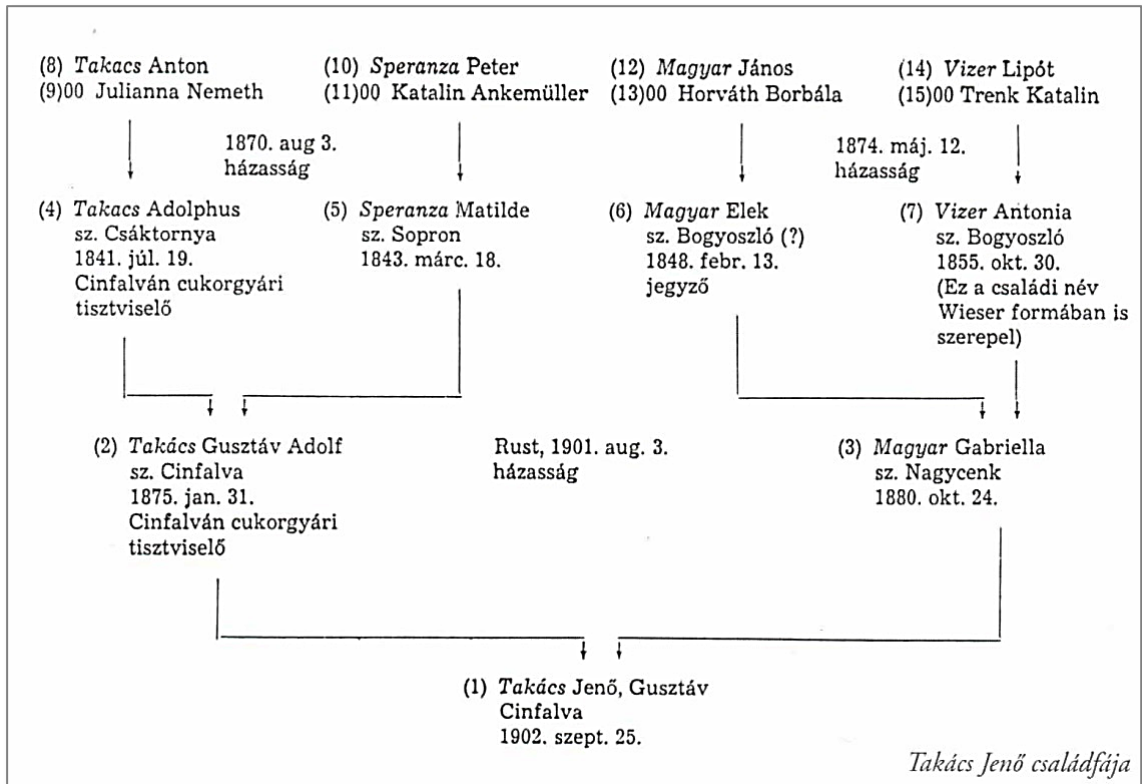 (8) Takacs Anton
(9)00 Julianna Nemeth
(10) Speranza Peter
(11)00 Katalin Ankemüller
(12) Magyar János
(13)00 Horváth Borbála
(14) Vizer Lipót
(15)00 Trenk Katalin
1870. aug 3.
házasság
1874. máj. 12.
házasság
(4) Takacs Adolphus
sz. Csáktornya
1841. júl. 19.
Cinfalván cukorgyári
tisztviselő
(5) Speranza Matilde
sz. Sopron
1843. márc. 18.
(6) Magyar Elek
sz. Bogyoszló (?)
1848. febr. 13.
jegyző
(7) Vizer Antonia
sz. Bogyoszló
1855. okt. 30.
(Ez a családi név
Wieser formában is
szerepel)
(2) Takács Gusztáv Adolf
sz. Cinfalva
1875. jan. 31.
Cinfalván cukorgyári
tisztviselő
Rust, 1901. aug. 3.
házasság
(3) Magyar Gabriella
sz. Nagycenk
1880. okt. 24.
(1) Takács Jenő, Gusztáv
Cinfalva
1902. szept. 25.
Takács Jenő családfája